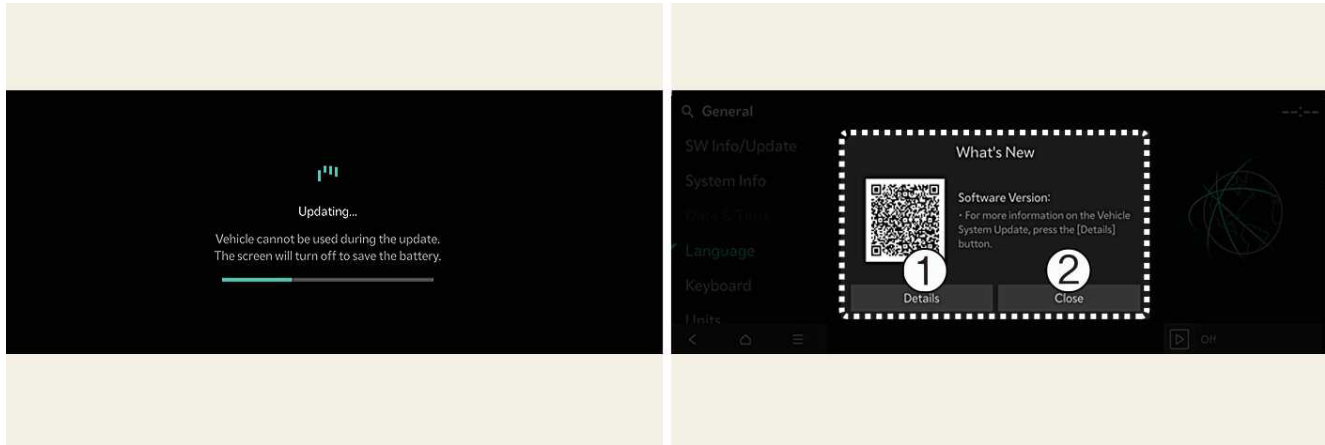 Updating...
Vehicle cannot be used during the update.
The screen will turn off to save the battery.
General
--:--
SW Info/Update
System Info
Date & Time
Language
Keyboard
Units
What's New
Software Version:
• For more information on the Vehicle
System Update, press the [Details]
button.
1
2
Details
Close
Off